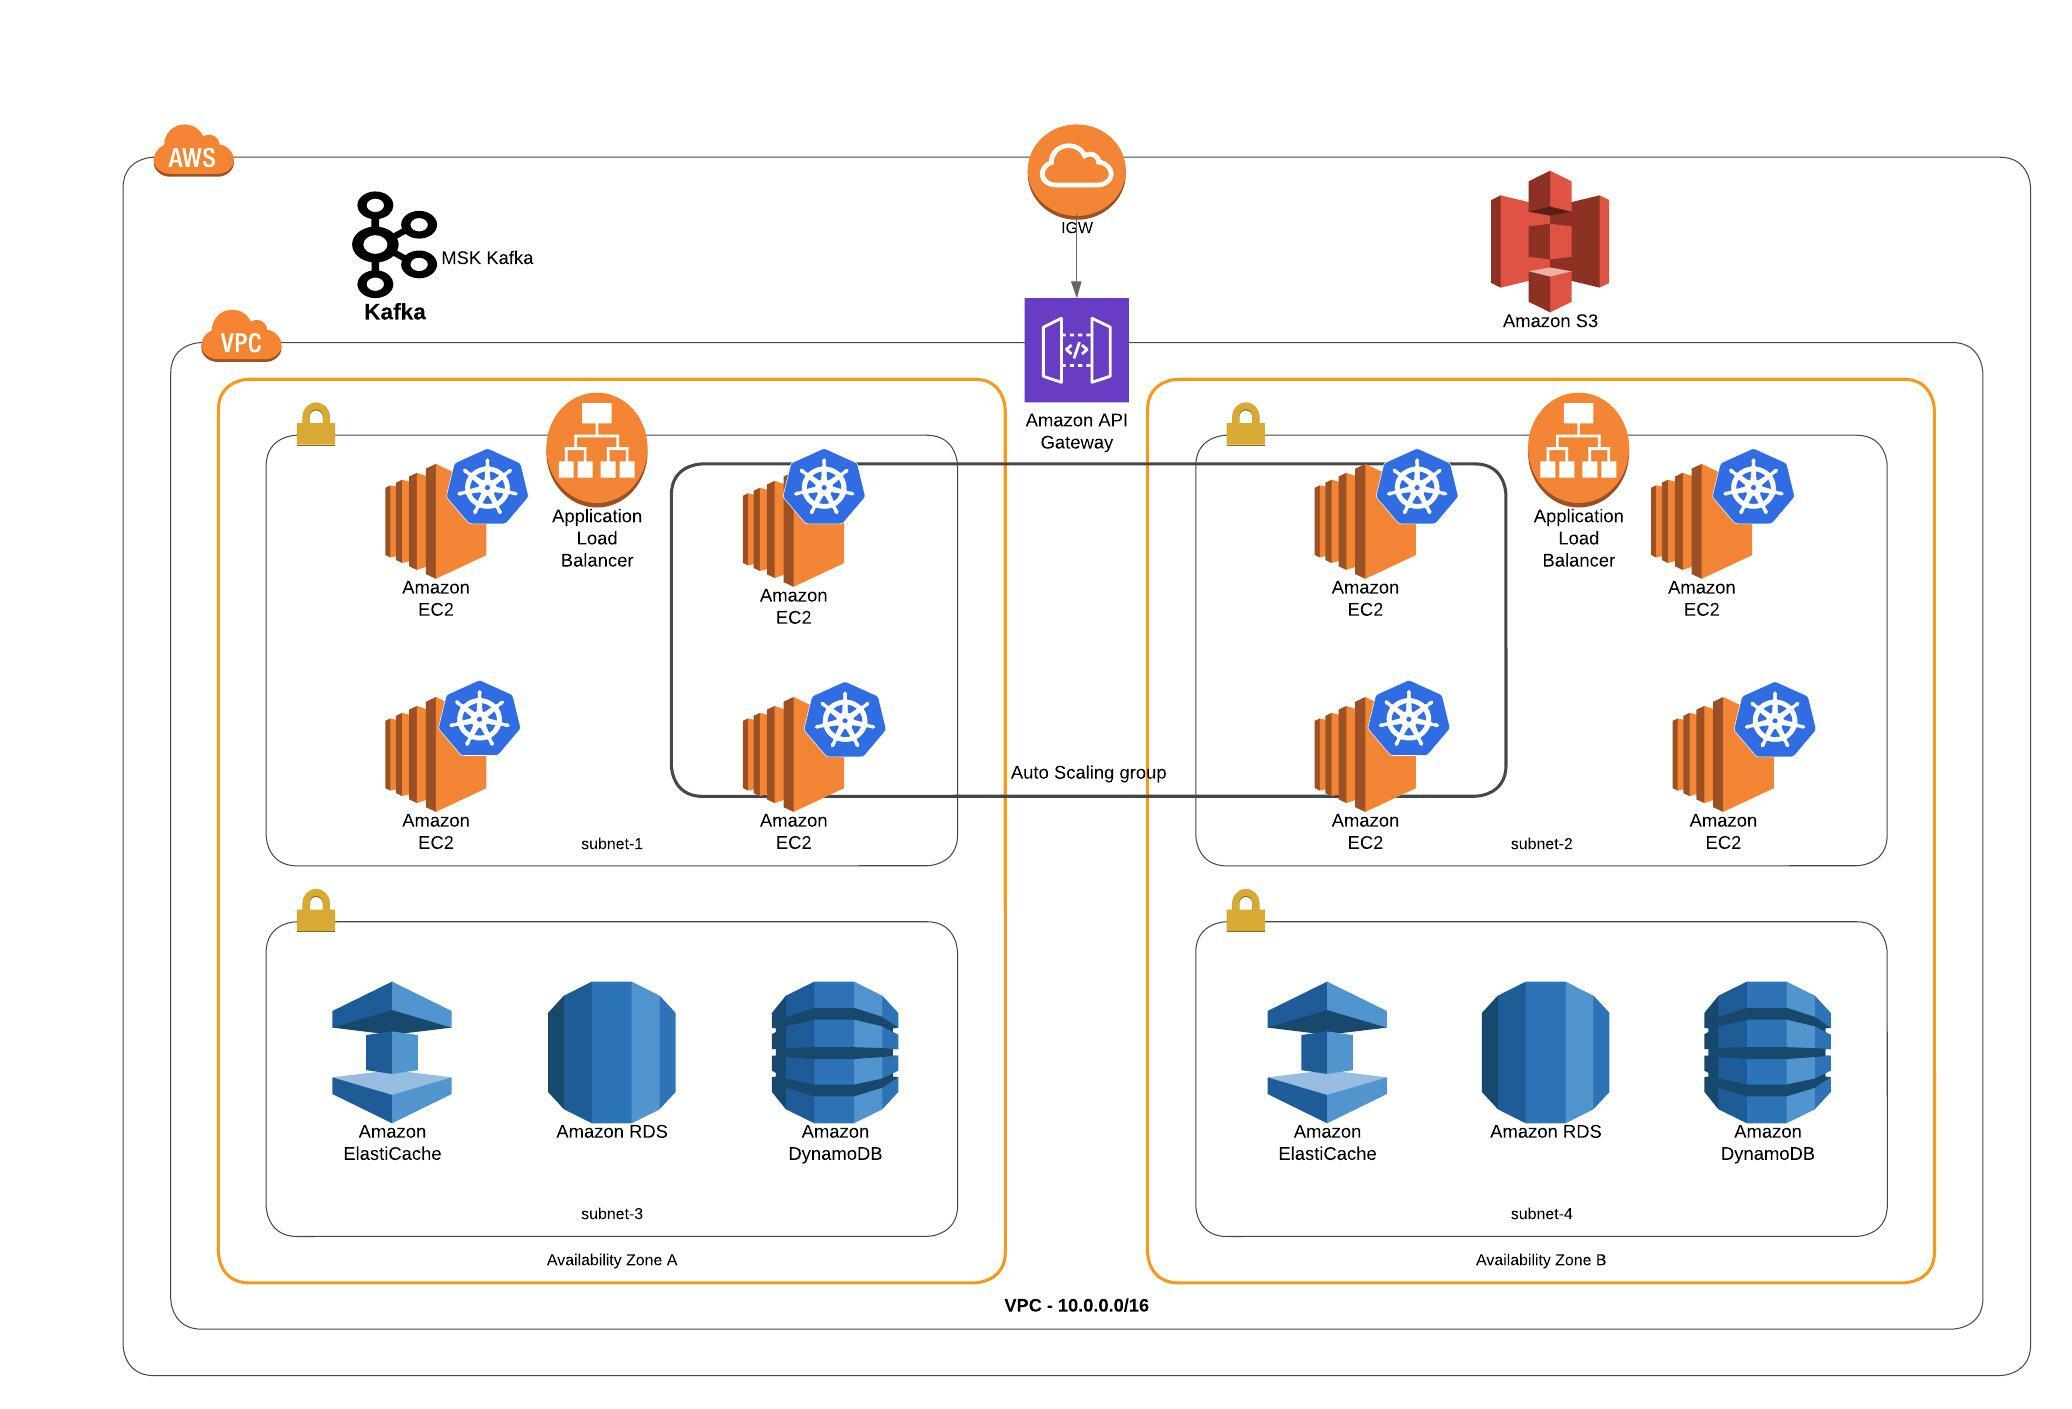 AWS
IGW
MSK Kafka
Kafka
Amazon S3
VPC
Amazon API
Gateway
Application
Load
Balancer
Amazon
EC2
Amazon
EC2
Amazon
EC2
Application
Load
Balancer
Amazon
EC2
Auto Scaling group
Amazon
EC2
Amazon
EC2
subnet-1
Amazon
EC2
Amazon
EC2
subnet-2
Amazon
ElastiCache
Amazon RDS
Amazon
DynamoDB
subnet-3
Availability Zone A
Amazon
ElastiCache
Amazon RDS
Amazon
DynamoDB
subnet-4
Availability Zone B
VPC - 10.0.0.0/16